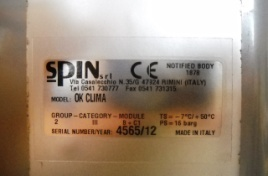 SPIN srl CE NOTIFIED BODY
1878
Via Casalecchio N.35/G 47924 RIMINI (ITALY)
Tel 0541 730777 Fax 0541 731315
MODEL: OK CLIMA
GROUP - CATEGORY - MODULE TS= -7°C/+50°C
2 III B - C1 PS= 16 barg
SERIAL NUMBER/YEAR: 4565/12 MADE IN ITALY